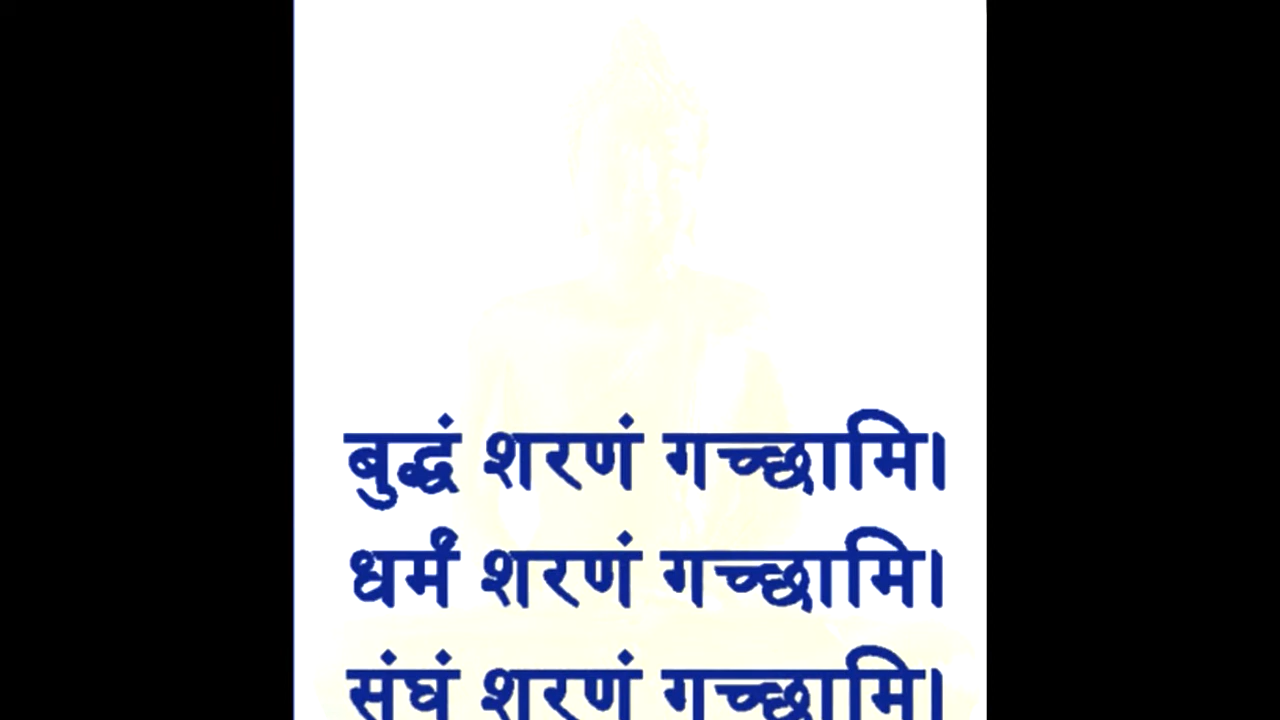 बुद्धं शरणं गच्छामि।
धर्मं शरणं गच्छामि।
संघं शरणं गच्छामि।